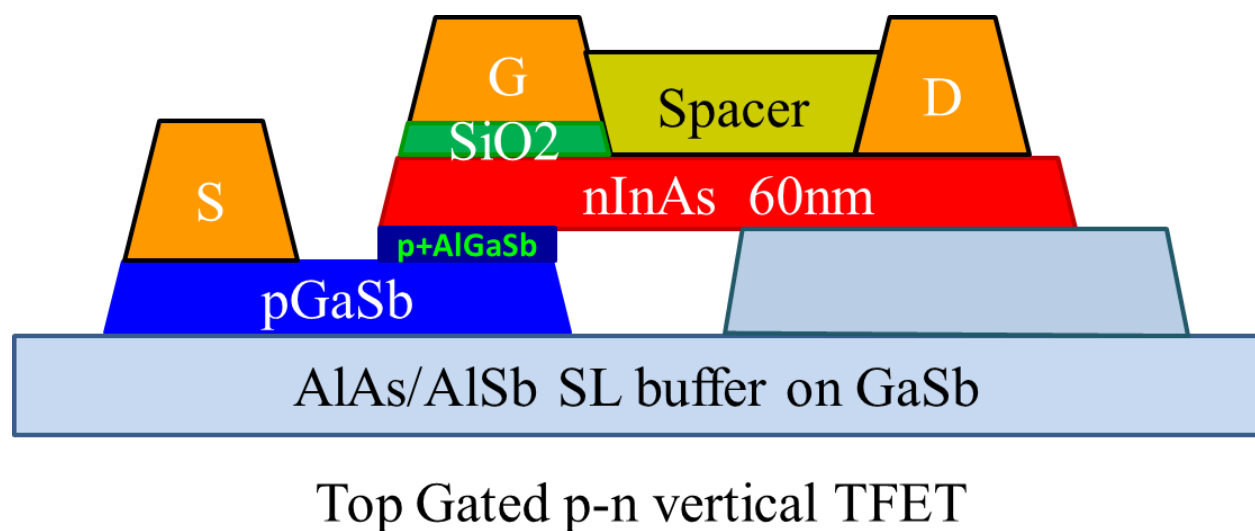 G
Spacer
D
SiO2
S
nInAs 60nm
p+AlGaSb
pGaSb
AlAs/AlSb SL buffer on GaSb
Top Gated p-n vertical TFET